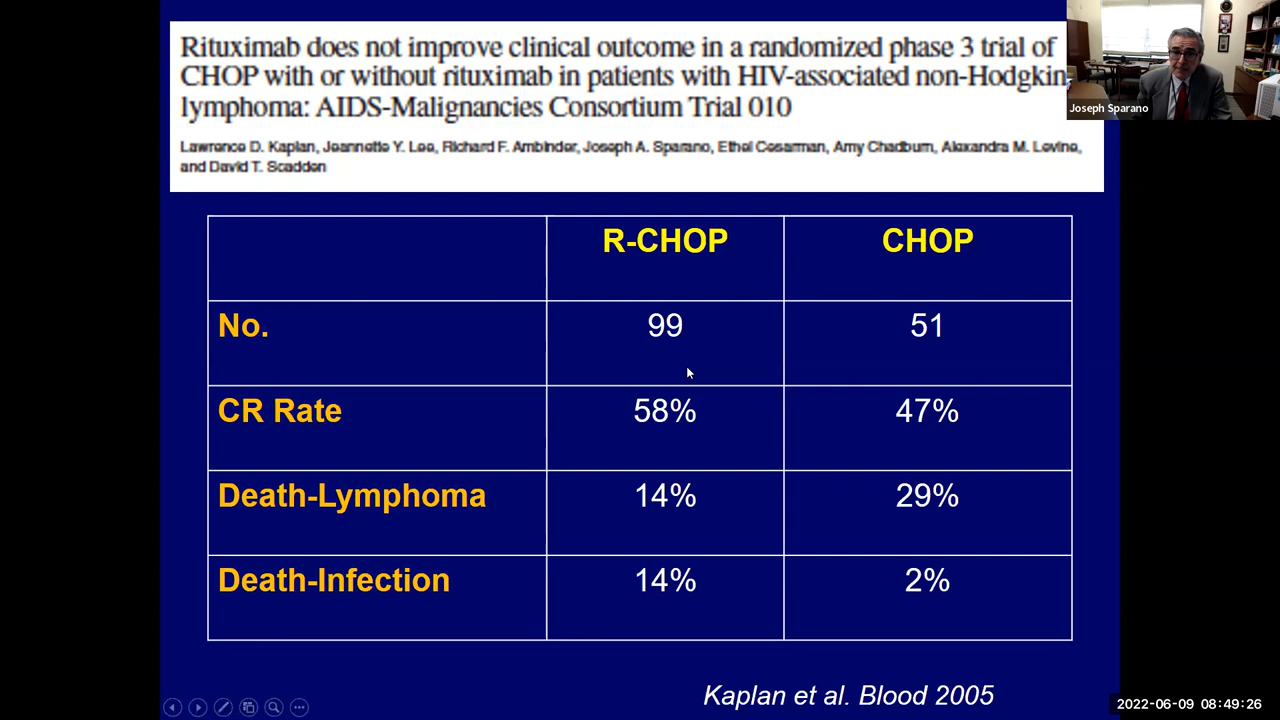 Rituximab does not improve clinical outcome in a randomized phase 3 trial of
CHOP with or without rituximab in patients with HIV-associated non-Hodgkin
lymphoma: AIDS-Malignancies Consortium Trial 010
Lawrence D. Kaplan, Jeannette Y. Lee, Richard F. Ambinder, Joseph A. Sparano, Ethel Cesarman, Amy Chadburn, Alexandra M. Levine,
and David T. Scadden
Joseph Sparano
R-CHOP CHOP
No. 99 51
CR Rate 58% 47%
Death-Lymphoma 14% 29%
Death-Infection 14% 2%
Kaplan et al. Blood 2005
2022-06-09 08:49:26